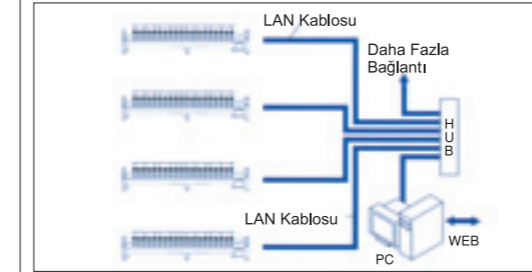 LAN Kablosu
Daha Fazla
Bağlantı
H
U
B
LAN Kablosu
WEB
PC